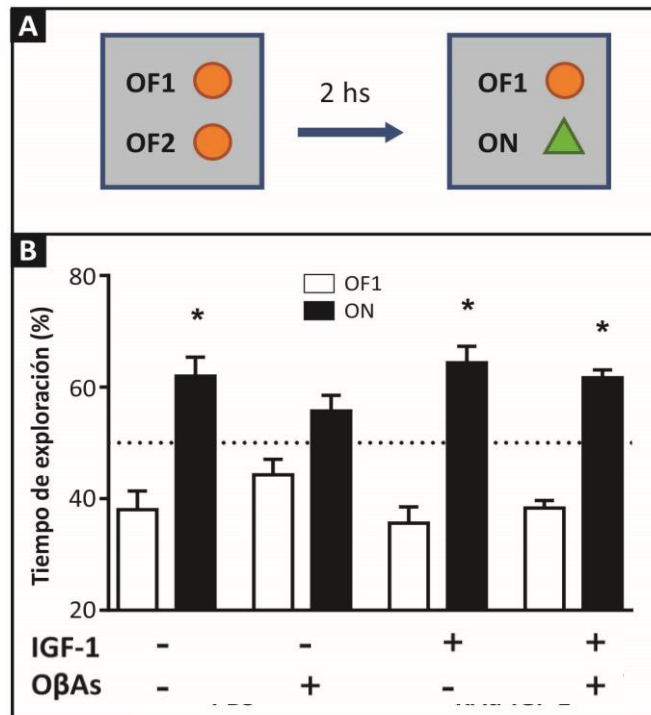 A
OF1
OF2
2 hs
OF1
ON
B
OF1
ON
Tiempo de exploración (%)
80
60
40
20
* * *
IGF-1 - - + +
OβAs - + - +